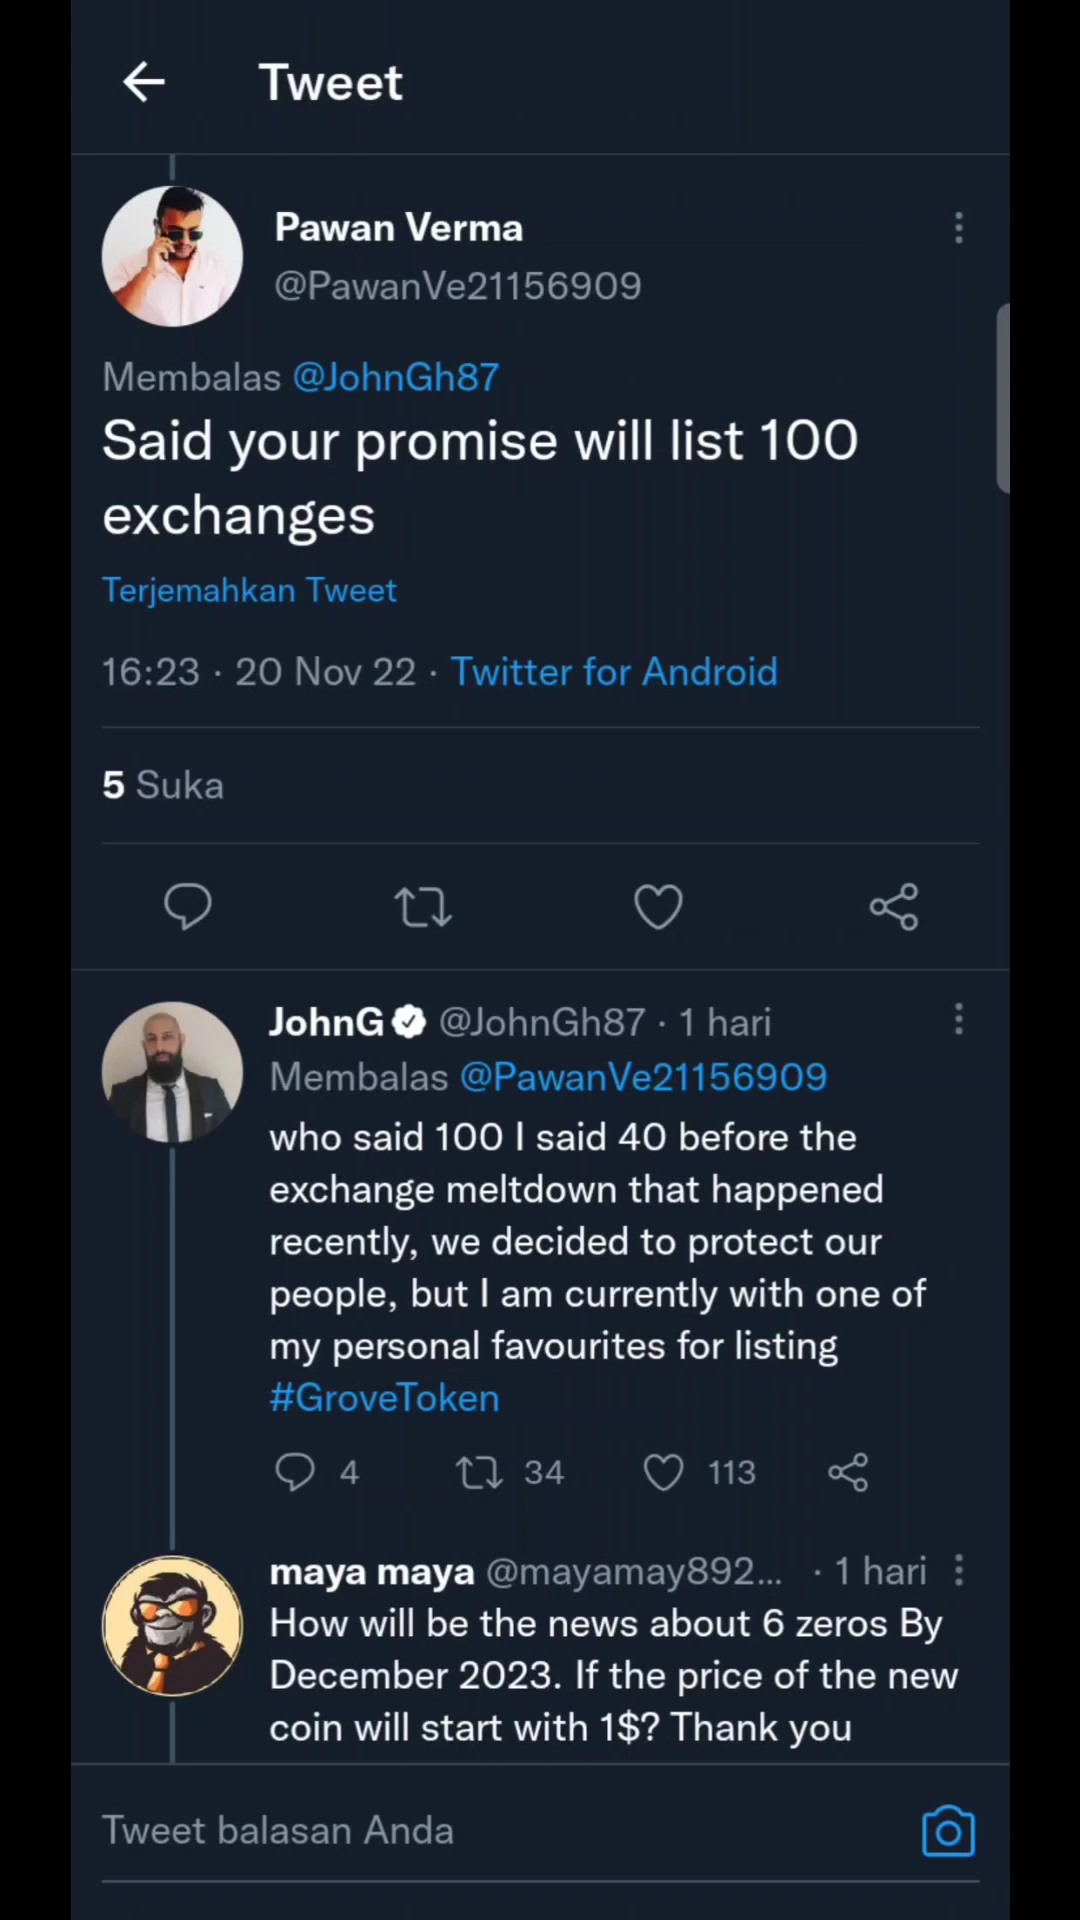 Tweet
Pawan Verma
@PawanVe21156909
Membalas @JohnGh87
Said your promise will list 100
exchanges
Terjemahkan Tweet
16:23 · 20 Nov 22 · Twitter for Android
5 Suka
JohnG @JohnGh87 · 1 hari
Membalas @PawanVe21156909
who said 100 I said 40 before the
exchange meltdown that happened
recently, we decided to protect our
people, but I am currently with one of
my personal favourites for listing
#GroveToken
4 34 113
maya maya @mayamay892... · 1 hari
How will be the news about 6 zeros By
December 2023. If the price of the new
coin will start with 1$? Thank you
Tweet balasan Anda